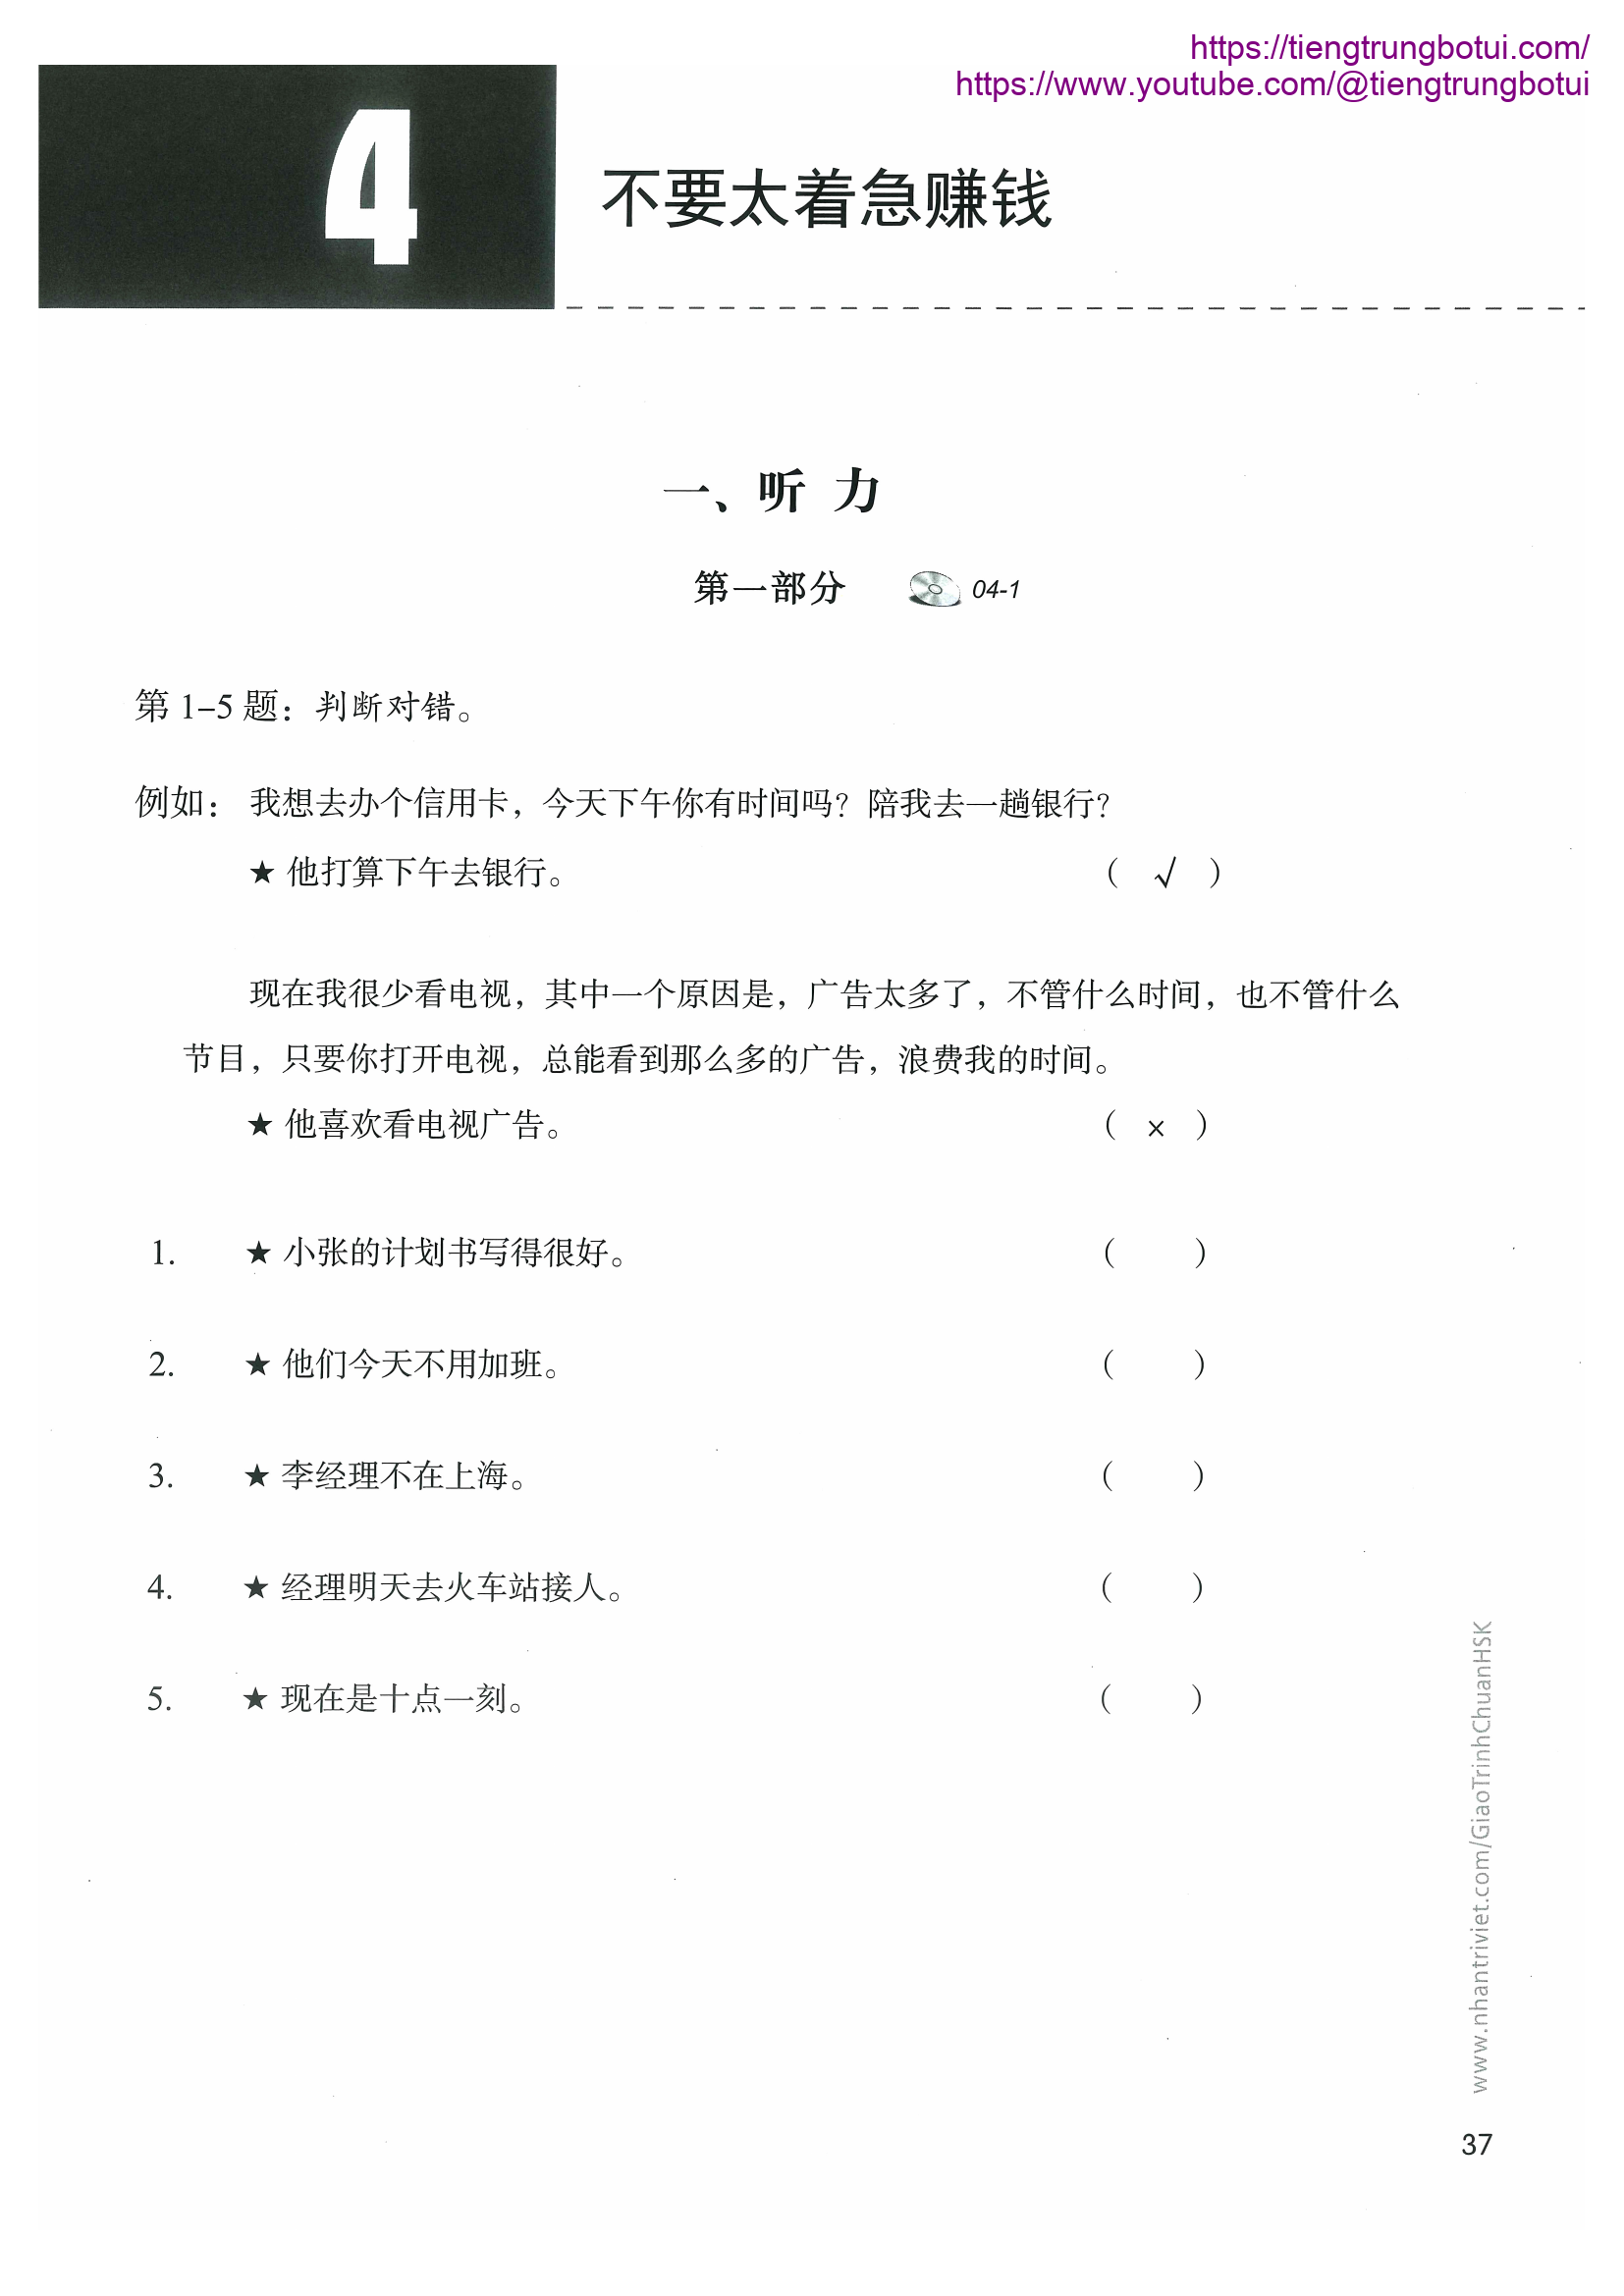 https://tiengtrungbotui.com/
https://www.youtube.com/@tiengtrungbotui
4
不要太着急赚钱
一、听 力
第一部分 04-1
第 1–5 题：判断对错。
例如：我想去办个信用卡，今天下午你有时间吗？陪我去一趟银行？
★ 他打算下午去银行。 （ √ ）
现在我很少看电视，其中一个原因是，广告太多了，不管什么时间，也不管什么
节目，只要你打开电视，总能看到那么多的广告，浪费我的时间。
★ 他喜欢看电视广告。 （ × ）
1. ★ 小张的计划书写得很好。 （ ）
2. ★ 他们今天不用加班。 （ ）
3. ★ 李经理不在上海。 （ ）
4. ★ 经理明天去火车站接人。 （ ）
5. ★ 现在是十点一刻。 （ ）
www.nhantriviet.com/GiaoTrinhChuanHSK
37